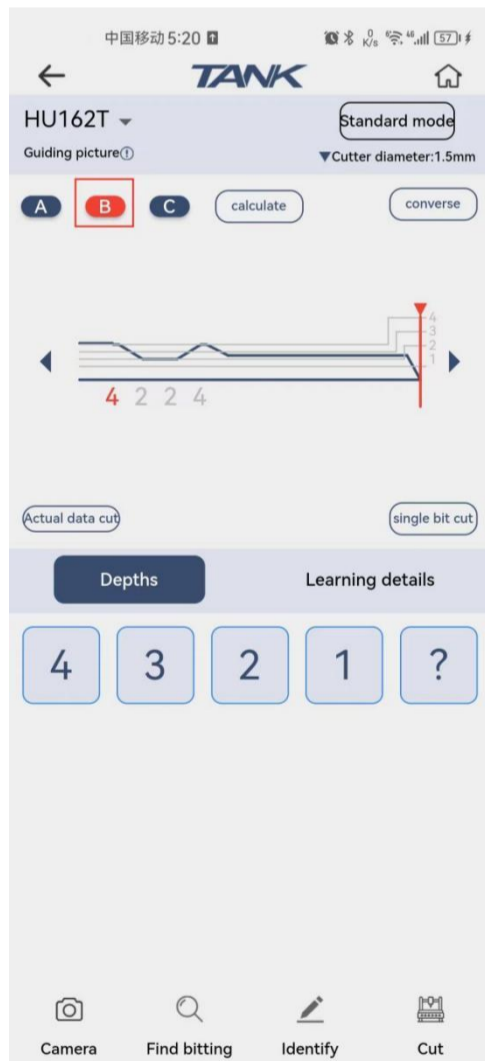 中国移动 5:20 0 K/s 46 57
TANK
HU162T Standard mode
Guiding picture ▼Cutter diameter:1.5mm
A B C calculate converse
4
3
2
1
4 2 2 4
Actual data cut single bit cut
Depths Learning details
4 3 2 1 ?
Camera Find bitting Identify Cut